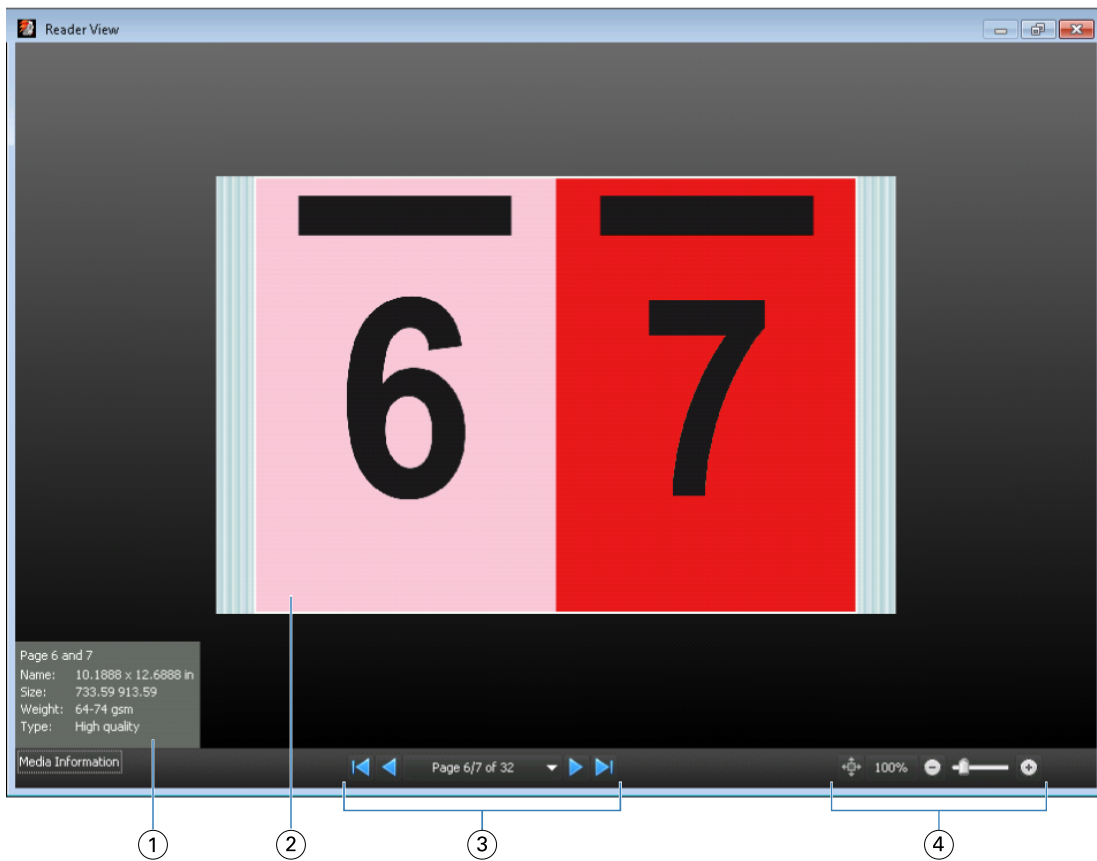 Reader View
6 7
Page 6 and 7
Name: 10.1888 x 12.6888 in
Size: 733.59 913.59
Weight: 64-74 gsm
Type: High quality
Media Information
Page 6/7 of 32
100%
1 2 3 4